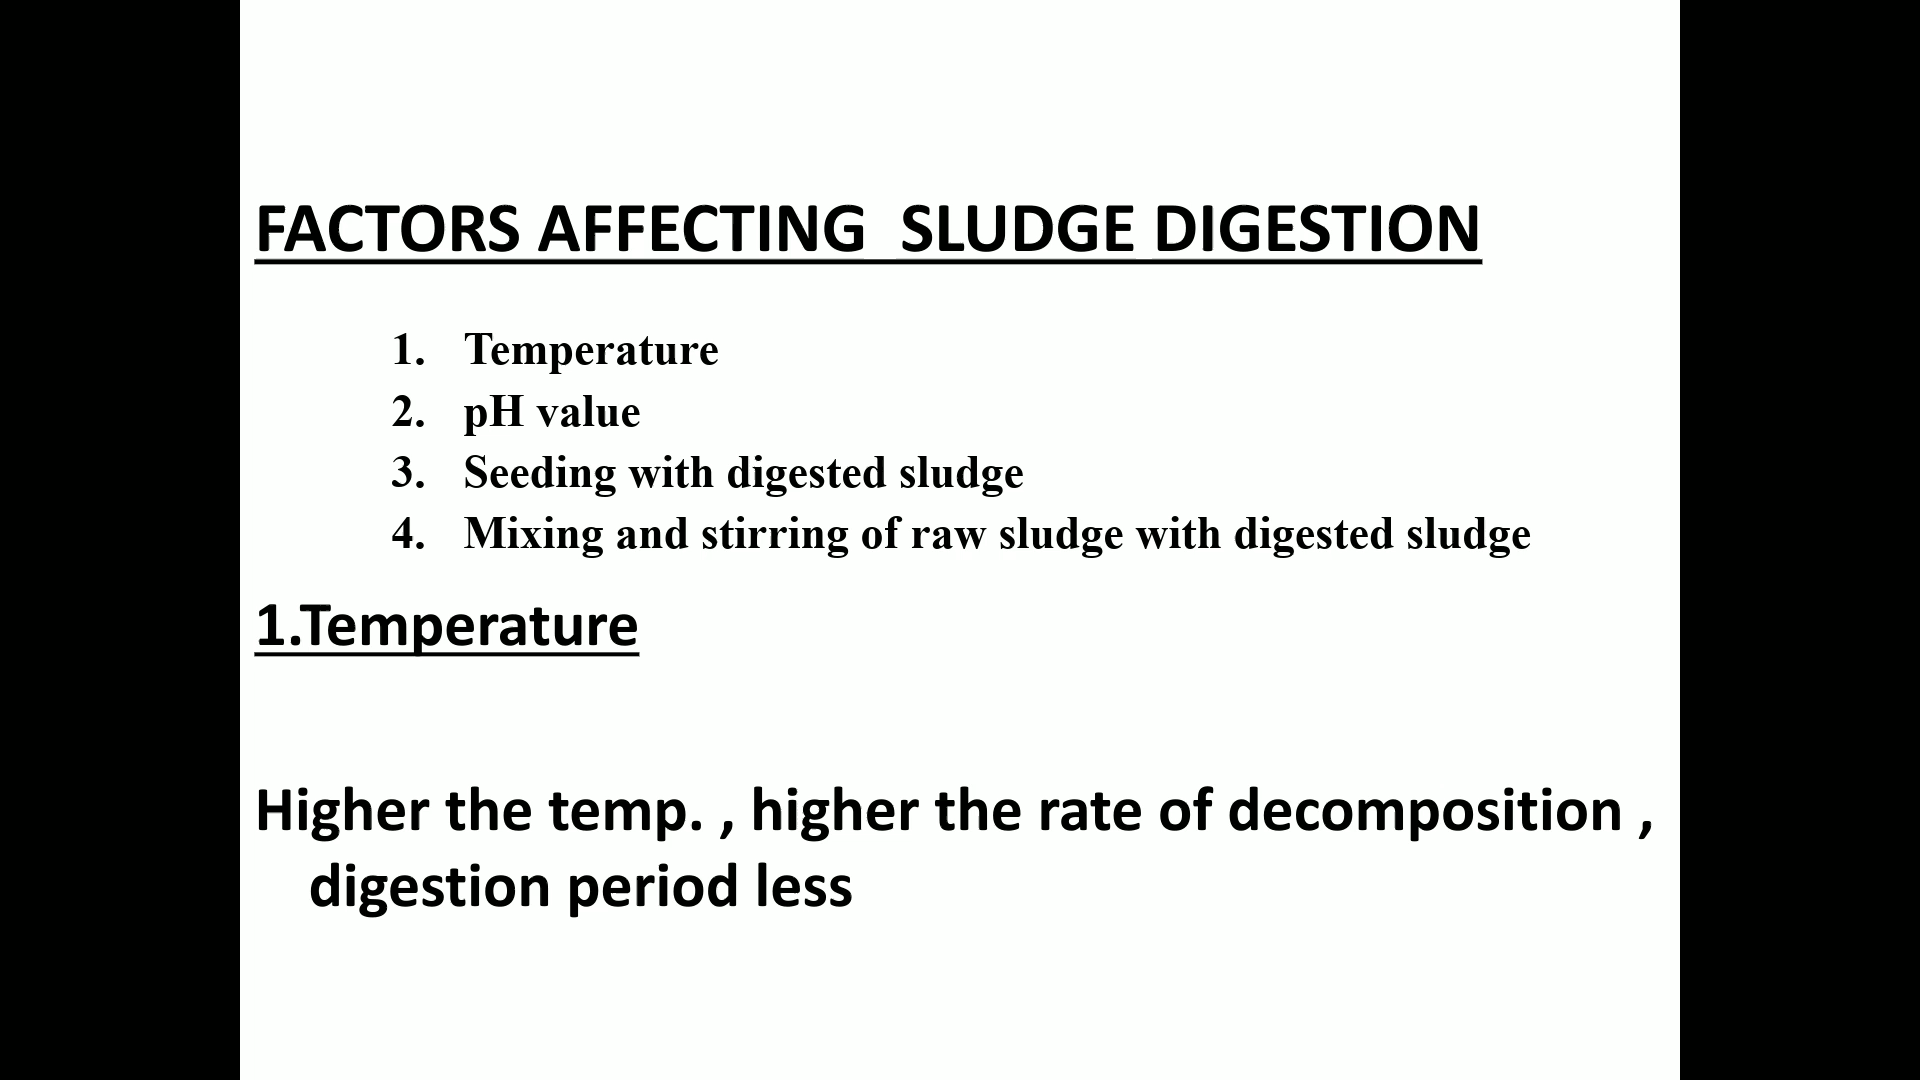 FACTORS AFFECTING  SLUDGE DIGESTION
1. Temperature
2. pH value
3. Seeding with digested sludge
4. Mixing and stirring of raw sludge with digested sludge
1.Temperature
Higher the temp. , higher the rate of decomposition ,
digestion period less